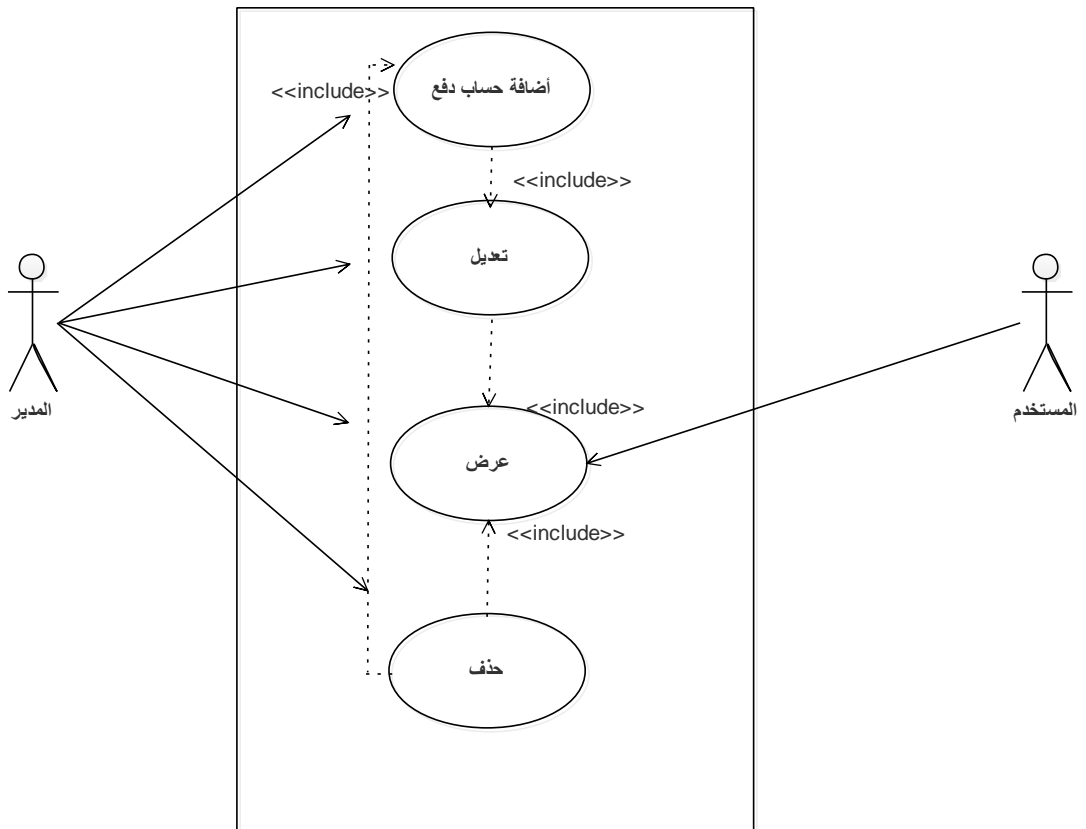 أضافة حساب دفع
<<include>>
<<include>>
تعديل
المدير
المستخدم
<<include>>
عرض
<<include>>
حذف